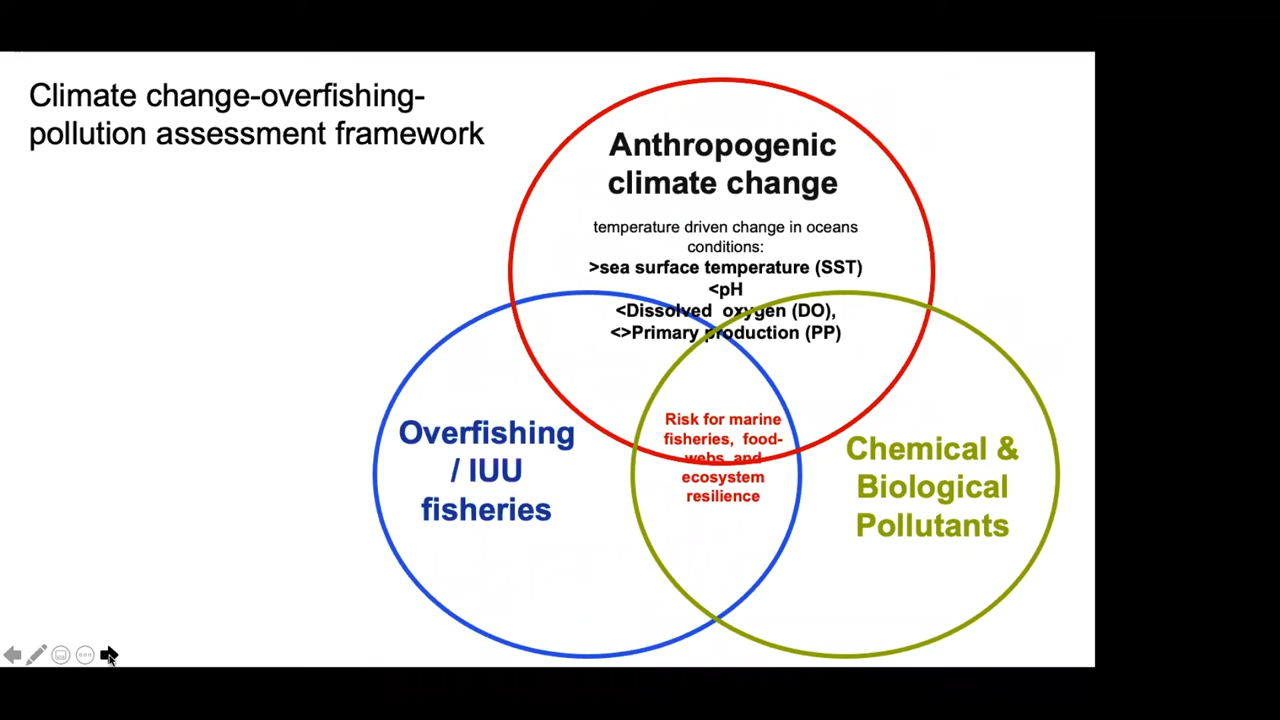 Climate change-overfishing-
pollution assessment framework
Anthropogenic
climate change
temperature driven change in oceans
conditions:
>sea surface temperature (SST)
<pH
<Dissolved oxygen (DO),
<>Primary production (PP)
Overfishing
/ IUU
fisheries
Risk for marine
fisheries, food-
webs and
ecosystem
resilience
Chemical &
Biological
Pollutants